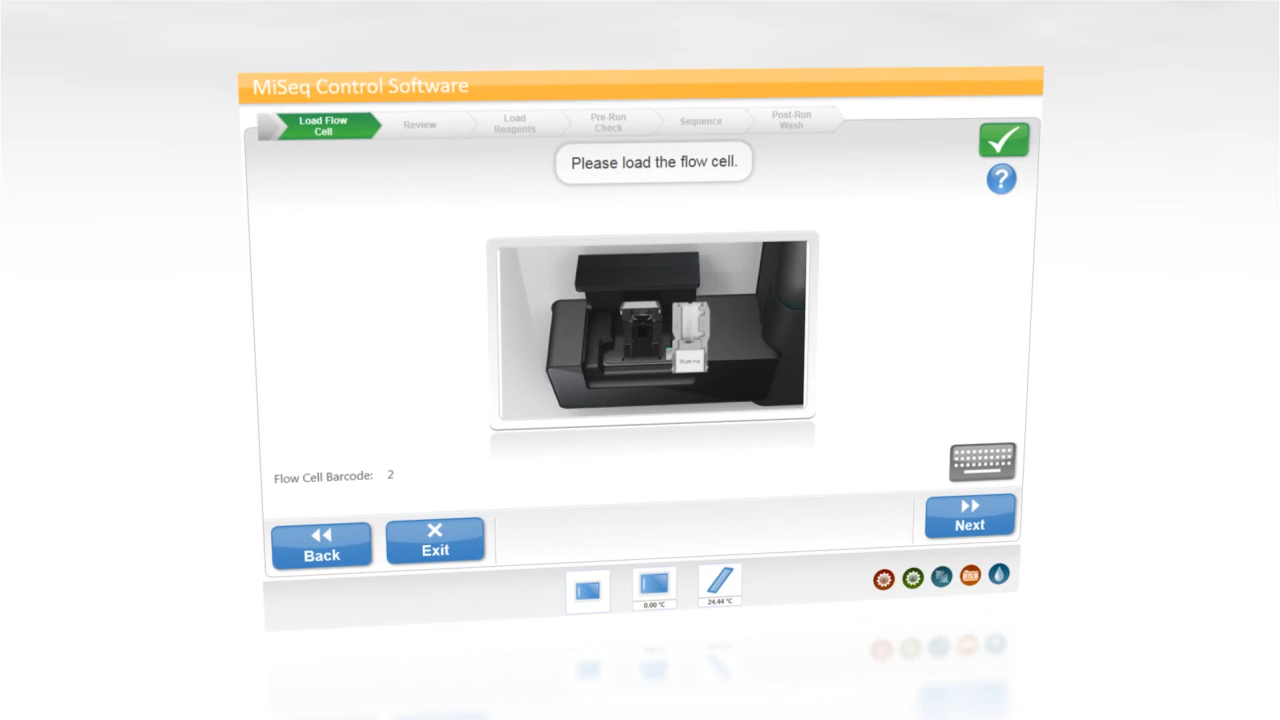 MiSeq Control Software
Load Flow
Cell
Review
Load
Reagents
Pre-Run
Check
Sequence
Post-Run
Wash
Please load the flow cell.
?
illumina
Flow Cell Barcode: 2
Back
Exit
Next
0.00 °C
24.44 °C